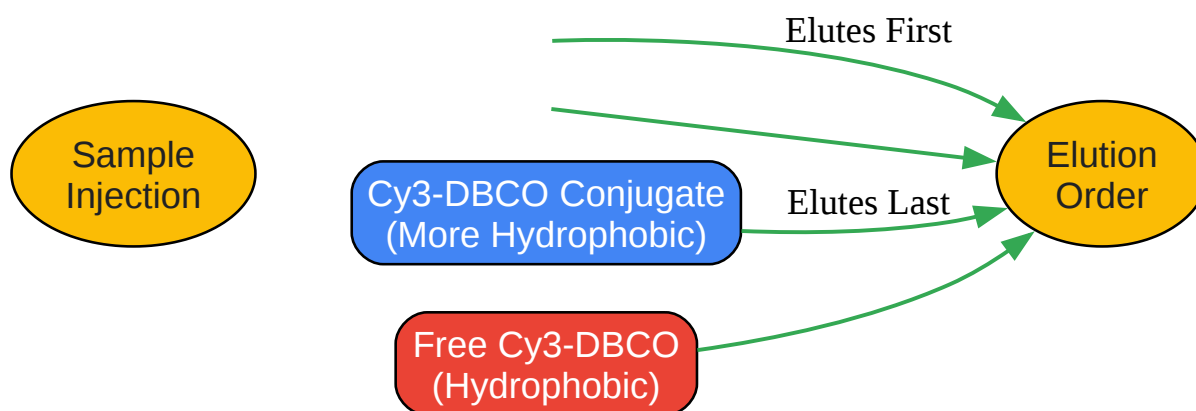 Elutes First
Sample
Injection
Elution
Order
Cy3-DBCO Conjugate
(More Hydrophobic)
Elutes Last
Free Cy3-DBCO
(Hydrophobic)